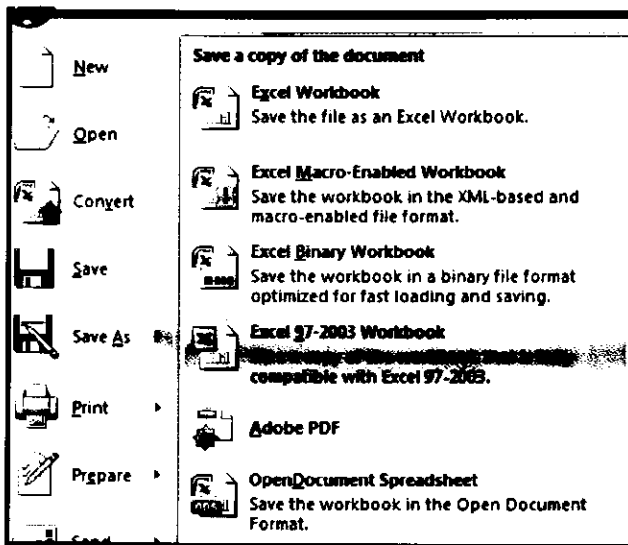 New
Open
Convert
Save
Save As
Print
Prepare
Send
Save a copy of the document
Excel Workbook
Save the file as an Excel Workbook.
Excel Macro-Enabled Workbook
Save the workbook in the XML-based and
macro-enabled file format.
Excel Binary Workbook
Save the workbook in a binary file format
optimized for fast loading and saving.
Excel 97-2003 Workbook
compatible with Excel 97-2003.
Adobe PDF
OpenDocument Spreadsheet
Save the workbook in the Open Document
Format.